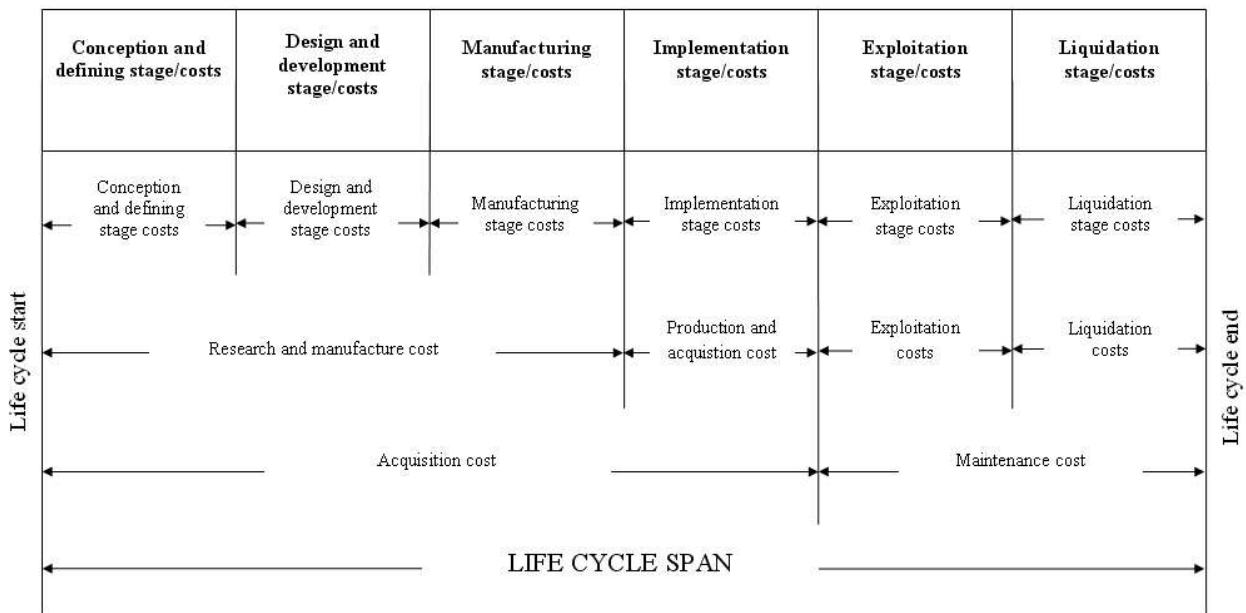 Conception and
defining stage/costs
Design and
development
stage/costs
Manufacturing
stage/costs
Implementation
stage/costs
Exploitation
stage/costs
Liquidation
stage/costs
Conception
and defining
stage costs
Design and
development
stage costs
Manufacturing
stage costs
Implementation
stage costs
Exploitation
stage costs
Liquidation
stage costs
Life cycle start
Research and manufacture cost
Production and
acquistion cost
Exploitation
costs
Liquidation
costs
Life cycle end
Acquisition cost
Maintenance cost
LIFE CYCLE SPAN